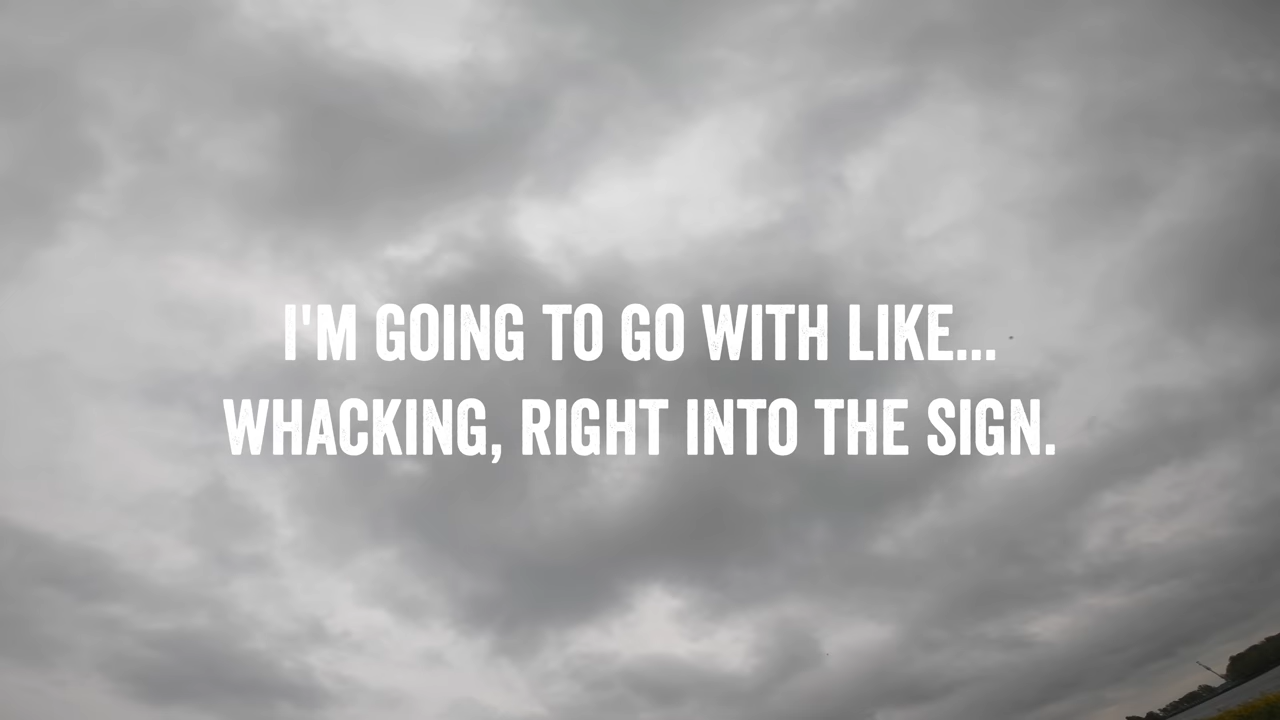 I'M GOING TO GO WITH LIKE...
WHACKING, RIGHT INTO THE SIGN.